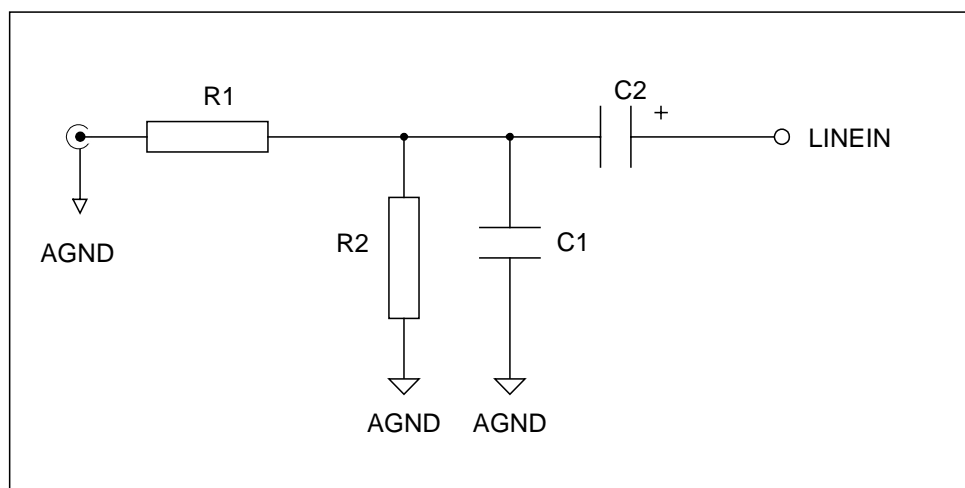 R1
C2
+
LINEIN
AGND
R2
C1
AGND
AGND